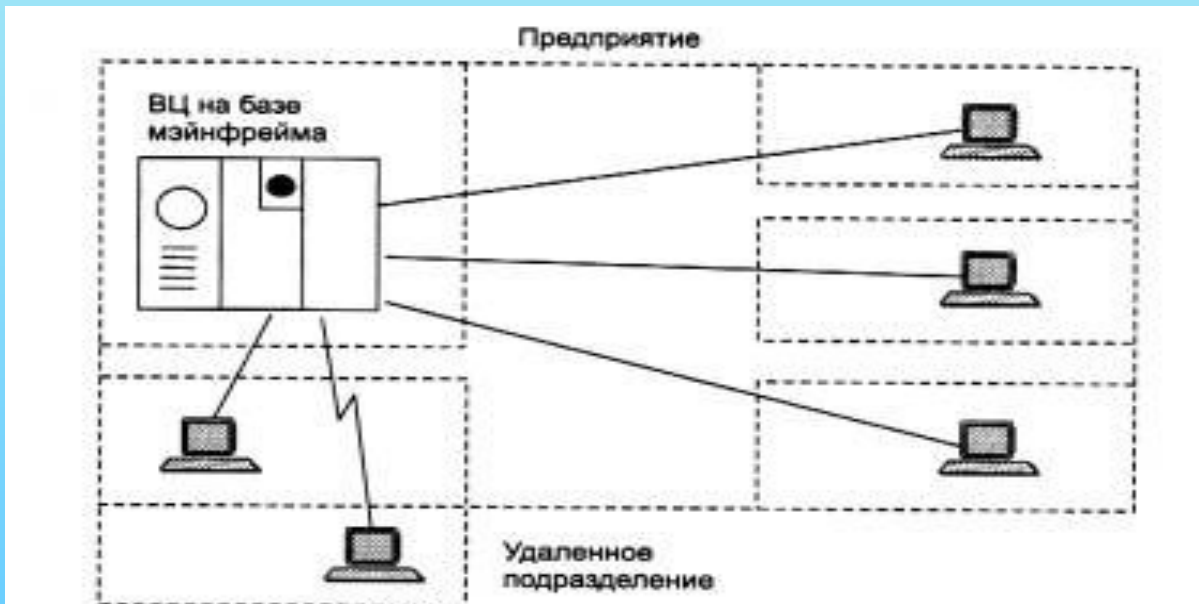 Предприятие
ВЦ на базе
мэйнфрейма
Удаленное
подразделение